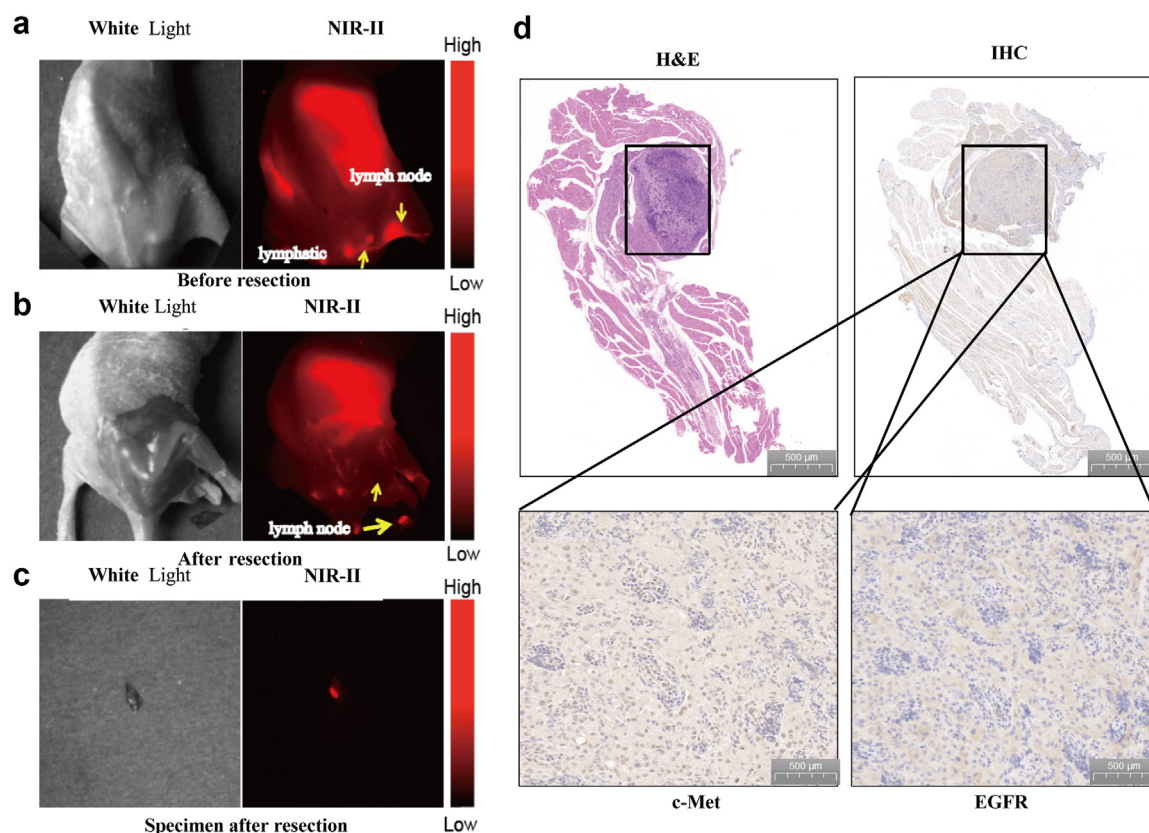 a
White Light
NIR-II
High
lymph node
lymphatic
Low
Before resection
b
White Light
NIR-II
High
lymph node
Low
After resection
c
White Light
NIR-II
High
Low
Specimen after resection
d
H&E
IHC
500 µm
500 µm
500 µm
500 µm
c-Met
EGFR